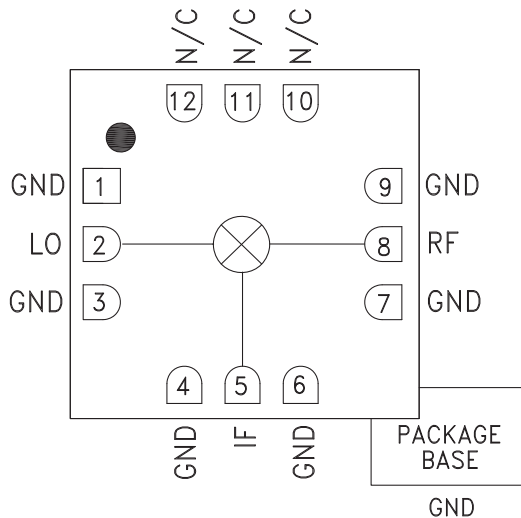 N/C N/C N/C
12 11 10
GND 1 9 GND
LO 2 8 RF
GND 3 7 GND
4 5 6
GND IF GND
PACKAGE
BASE
GND